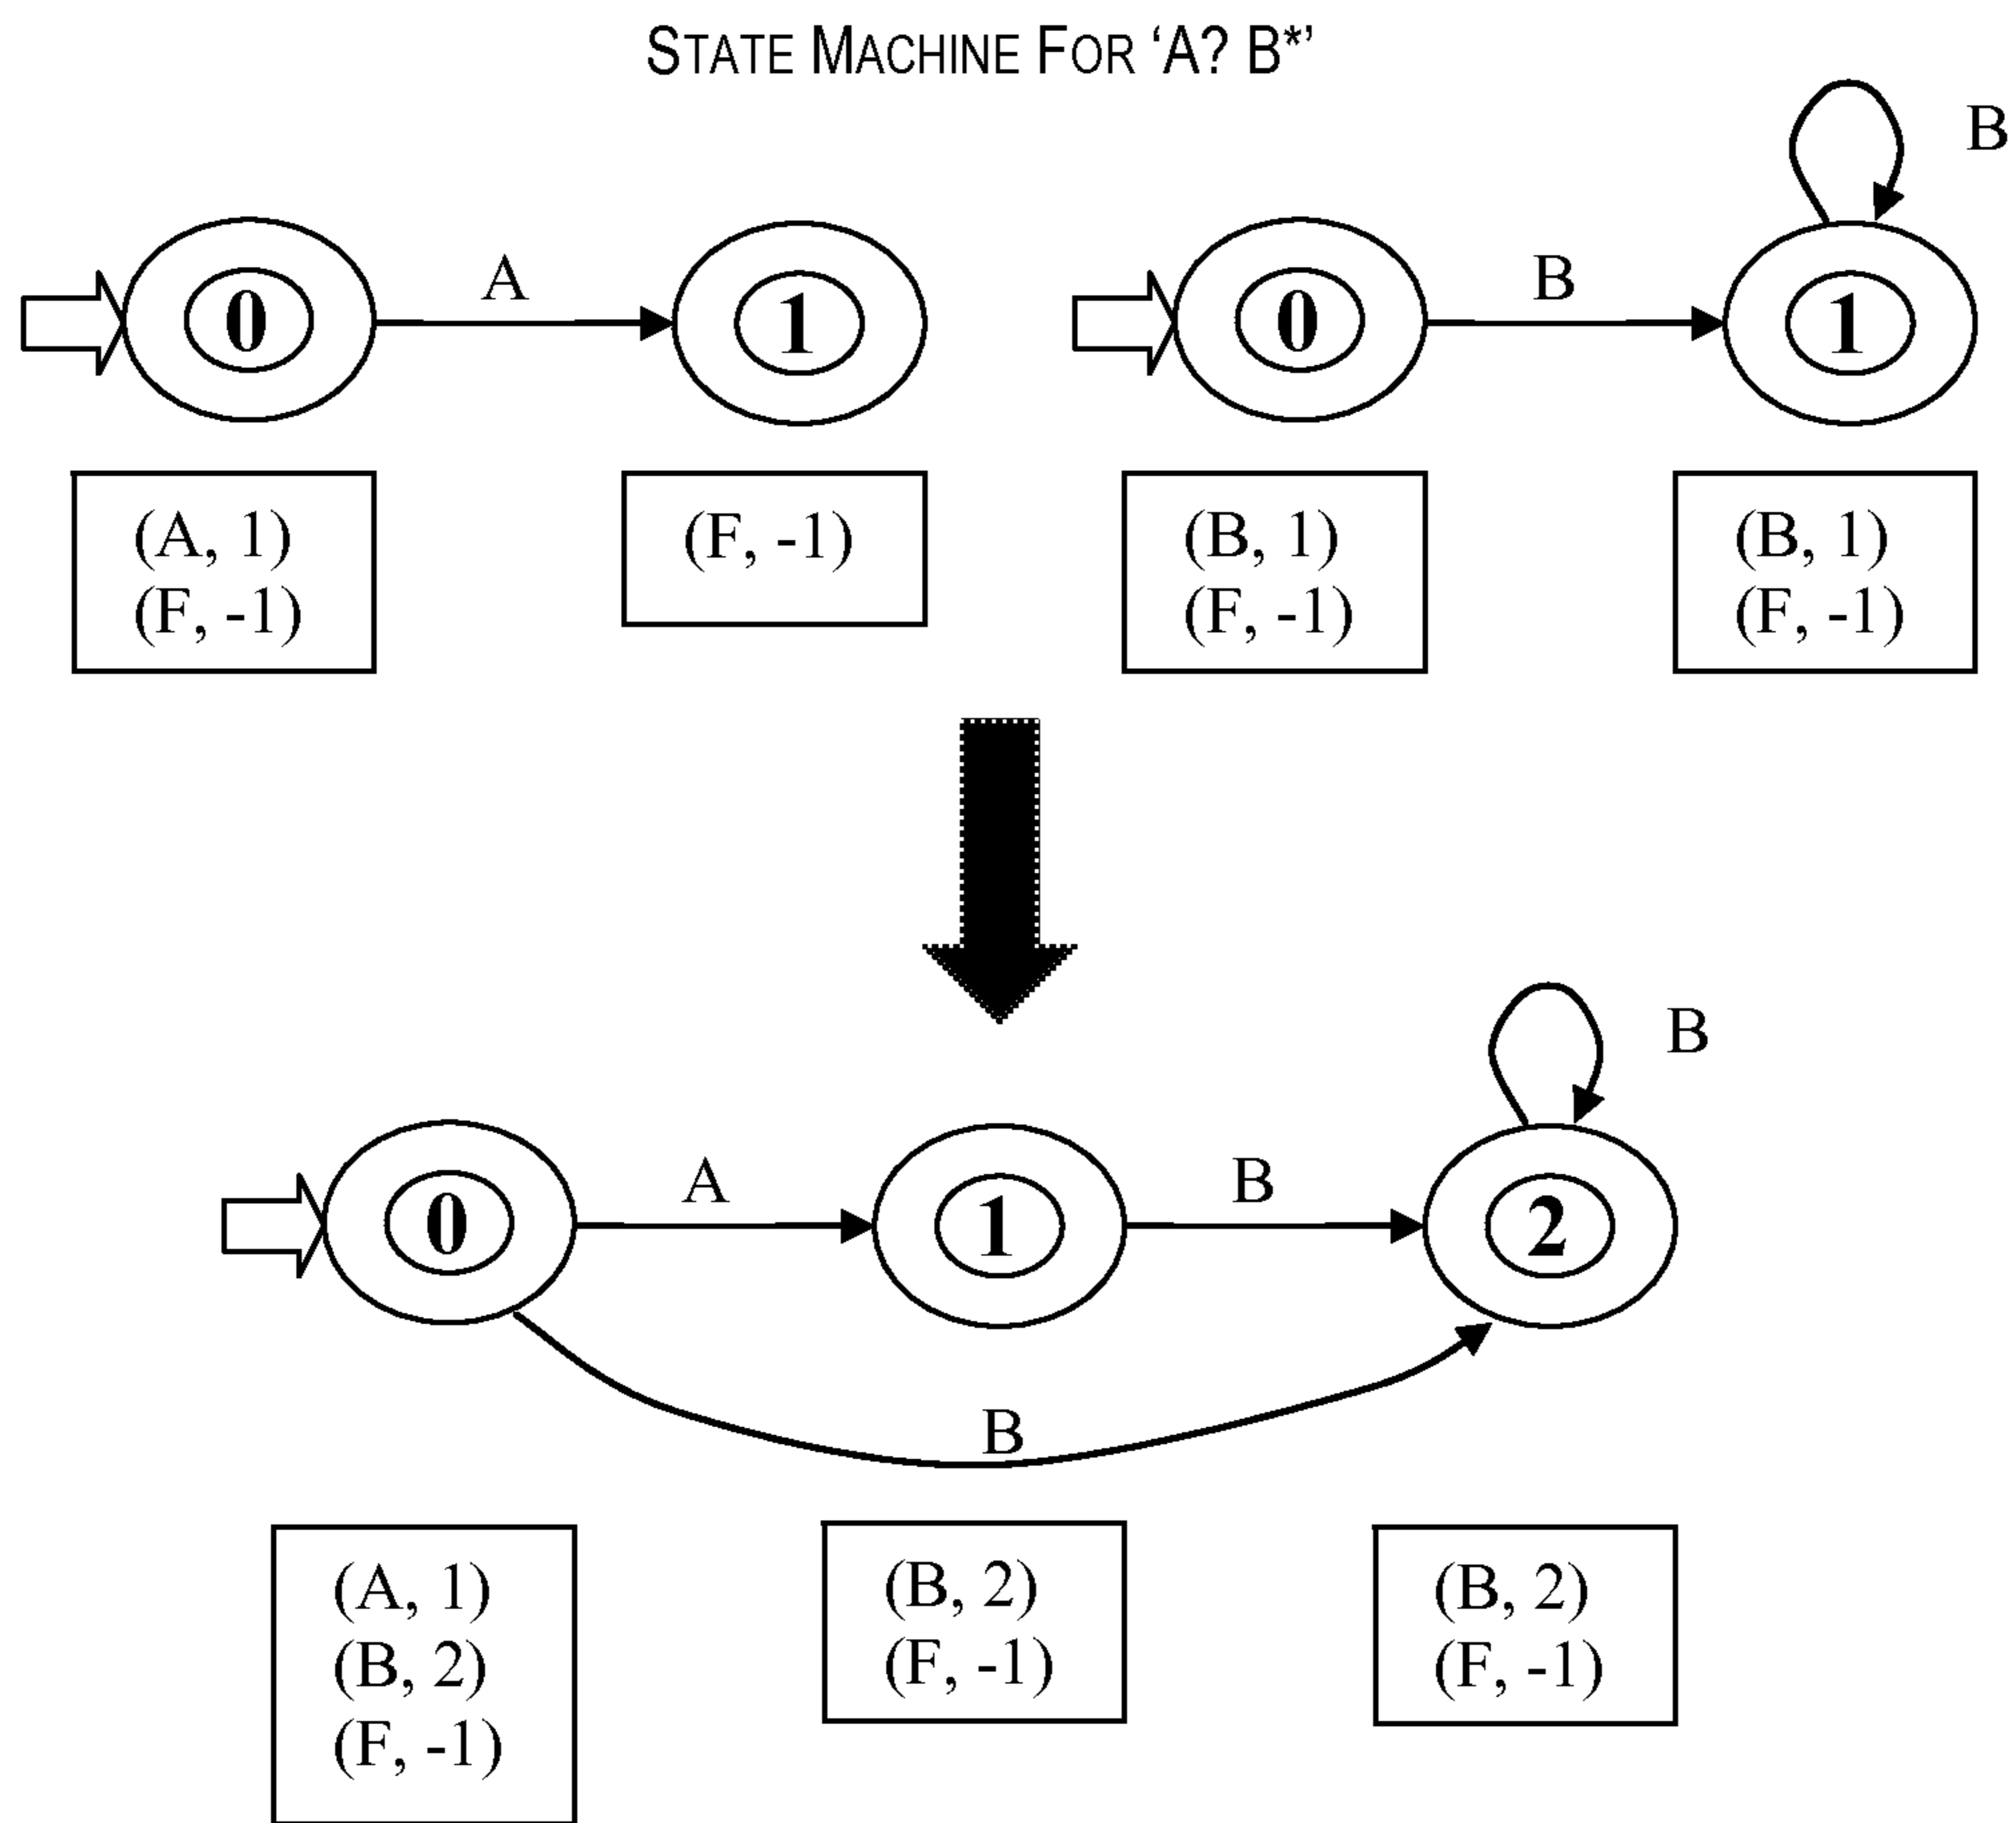 STATE MACHINE FOR ‘A? B*’
B
A
B
0
1
0
1
(A, 1)
(F, -1)
(F, -1)
(B, 1)
(F, -1)
(B, 1)
(F, -1)
B
A
B
0
1
2
B
(A, 1)
(B, 2)
(F, -1)
(B, 2)
(F, -1)
(B, 2)
(F, -1)